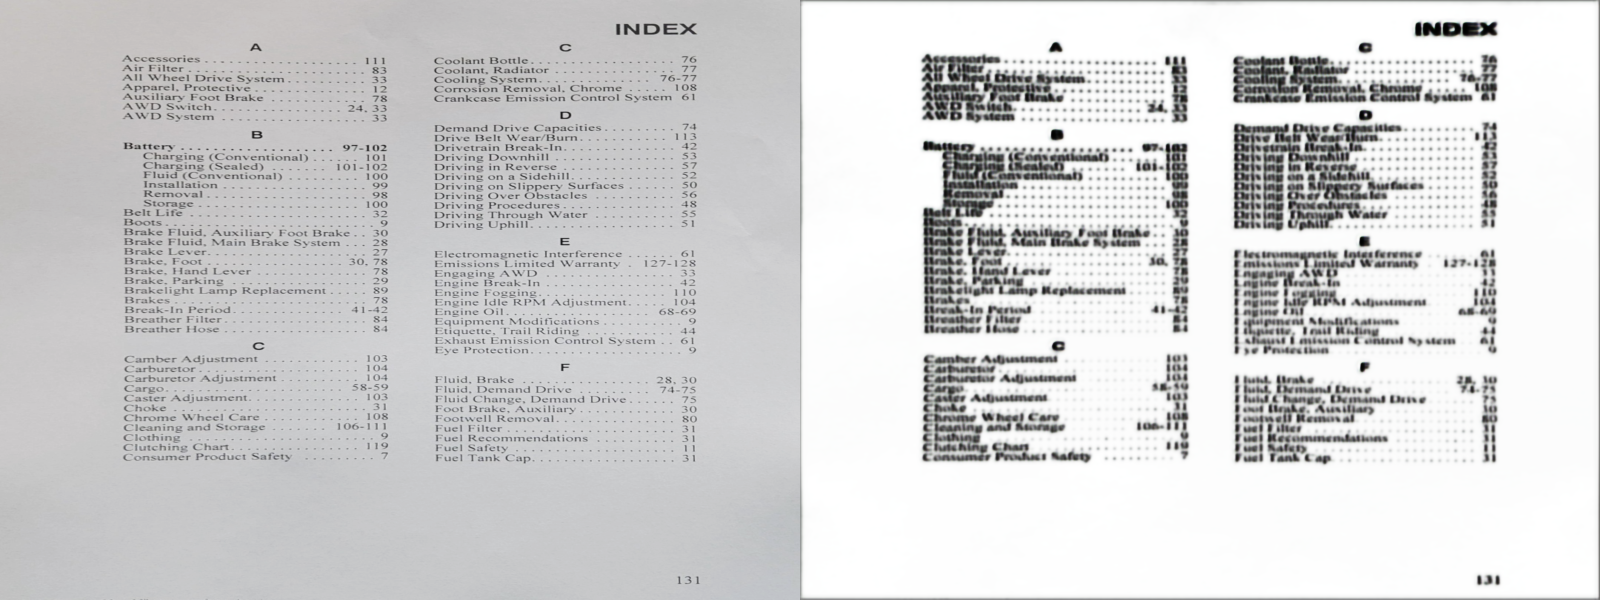 INDEX
A
Accessories . . . . . . . . . . . . . . . . . . . . . 111
Air Filter . . . . . . . . . . . . . . . . . . . . . . . 83
All Wheel Drive System . . . . . . . . . . . . 33
Apparel, Protective . . . . . . . . . . . . . . . 12
Auxiliary Foot Brake . . . . . . . . . . . . . . 78
AWD Switch . . . . . . . . . . . . . . . . . 24, 33
AWD System . . . . . . . . . . . . . . . . . . . . 33
B
Battery . . . . . . . . . . . . . . . . . . . . 97-102
Charging (Conventional) . . . . . . 101
Charging (Sealed) . . . . . . . . 101-102
Fluid (Conventional) . . . . . . . . . 100
Installation . . . . . . . . . . . . . . . . . 99
Removal . . . . . . . . . . . . . . . . . . . 98
Storage . . . . . . . . . . . . . . . . . . . 100
Belt Life . . . . . . . . . . . . . . . . . . . . . . . 32
Boots . . . . . . . . . . . . . . . . . . . . . . . . . . 9
Brake Fluid, Auxiliary Foot Brake . . . 30
Brake Fluid, Main Brake System . . . 28
Brake Lever . . . . . . . . . . . . . . . . . . . . 27
Brake, Foot . . . . . . . . . . . . . . . . . 30, 78
Brake, Hand Lever . . . . . . . . . . . . . . . 78
Brake, Parking . . . . . . . . . . . . . . . . . . 29
Brakelight Lamp Replacement . . . . . . 89
Brakes . . . . . . . . . . . . . . . . . . . . . . . . 78
Break-In Period . . . . . . . . . . . . . . 41-42
Breather Filter . . . . . . . . . . . . . . . . . . 84
Breather Hose . . . . . . . . . . . . . . . . . . 84
C
Camber Adjustment . . . . . . . . . . . . . 103
Carburetor . . . . . . . . . . . . . . . . . . . . 104
Carburetor Adjustment . . . . . . . . . . . 104
Cargo . . . . . . . . . . . . . . . . . . . . . . 58-59
Caster Adjustment . . . . . . . . . . . . . . 103
Choke . . . . . . . . . . . . . . . . . . . . . . . . . 31
Chrome Wheel Care . . . . . . . . . . . . . 108
Cleaning and Storage . . . . . . . . 106-111
Clothing . . . . . . . . . . . . . . . . . . . . . . . . 9
Clutching Chart . . . . . . . . . . . . . . . . 119
Consumer Product Safety . . . . . . . . . . 7
C
Coolant Bottle . . . . . . . . . . . . . . . . . . 76
Coolant, Radiator . . . . . . . . . . . . . . . . 77
Cooling System . . . . . . . . . . . . . . 76-77
Corrosion Removal, Chrome . . . . . . 108
Crankcase Emission Control System 61
D
Demand Drive Capacities . . . . . . . . . . 74
Drive Belt Wear/Burn . . . . . . . . . . . . 113
Drivetrain Break-In . . . . . . . . . . . . . . . 42
Driving Downhill . . . . . . . . . . . . . . . . 53
Driving in Reverse . . . . . . . . . . . . . . . 57
Driving on a Sidehill . . . . . . . . . . . . . . 52
Driving on Slippery Surfaces . . . . . . . 50
Driving Over Obstacles . . . . . . . . . . . 56
Driving Procedures . . . . . . . . . . . . . . . 48
Driving Through Water . . . . . . . . . . . . 55
Driving Uphill . . . . . . . . . . . . . . . . . . . 51
E
Electromagnetic Interference . . . . . . 61
Emissions Limited Warranty . . 127-128
Engaging AWD . . . . . . . . . . . . . . . . . . 33
Engine Break-In . . . . . . . . . . . . . . . . . 42
Engine Fogging . . . . . . . . . . . . . . . . . 110
Engine Idle RPM Adjustment . . . . . . 104
Engine Oil . . . . . . . . . . . . . . . . . . . 68-69
Equipment Modifications . . . . . . . . . . . 9
Etiquette, Trail Riding . . . . . . . . . . . . . 44
Exhaust Emission Control System . . 61
Eye Protection . . . . . . . . . . . . . . . . . . . 9
F
Fluid, Brake . . . . . . . . . . . . . . . . . 28, 30
Fluid, Demand Drive . . . . . . . . . . 74-75
Fluid Change, Demand Drive . . . . . . . 75
Foot Brake, Auxiliary . . . . . . . . . . . . . 30
Footwell Removal . . . . . . . . . . . . . . . . 80
Fuel Filter . . . . . . . . . . . . . . . . . . . . . . 31
Fuel Recommendations . . . . . . . . . . . . 31
Fuel Safety . . . . . . . . . . . . . . . . . . . . . 11
Fuel Tank Cap . . . . . . . . . . . . . . . . . . . 31
131